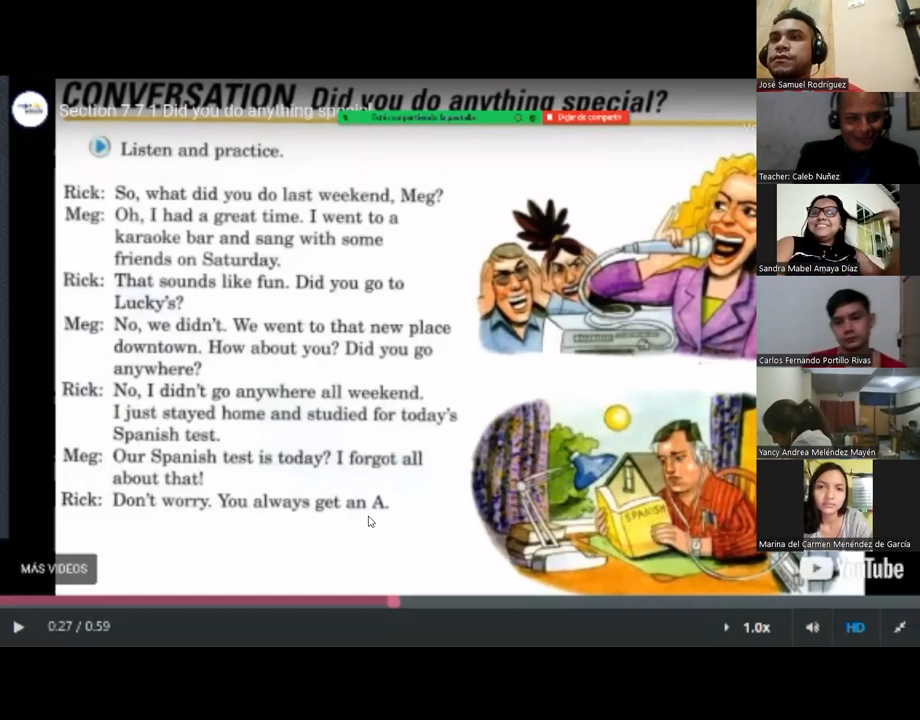 CONVERSATION Did you do anything special?
Section 7 7 1 Did you do anything special
Está compartiendo la pantalla
Dejar de compartir
Listen and practice.
Rick: So, what did you do last weekend, Meg?
Meg: Oh, I had a great time. I went to a
karaoke bar and sang with some
friends on Saturday.
Rick: That sounds like fun. Did you go to
Lucky's?
Meg: No, we didn't. We went to that new place
downtown. How about you? Did you go
anywhere?
Rick: No, I didn't go anywhere all weekend.
I just stayed home and studied for today's
Spanish test.
Meg: Our Spanish test is today? I forgot all
about that!
Rick: Don't worry. You always get an A.
SPANISH
MÁS VIDEOS
YouTube
0:27 / 0:59
1.0x
HD
José Samuel Rodríguez
Teacher: Caleb Nuñez
Sandra Mabel Amaya Díaz
Carlos Fernando Portillo Rivas
Yancy Andrea Meléndez Mayén
Marina del Carmen Menéndez de García